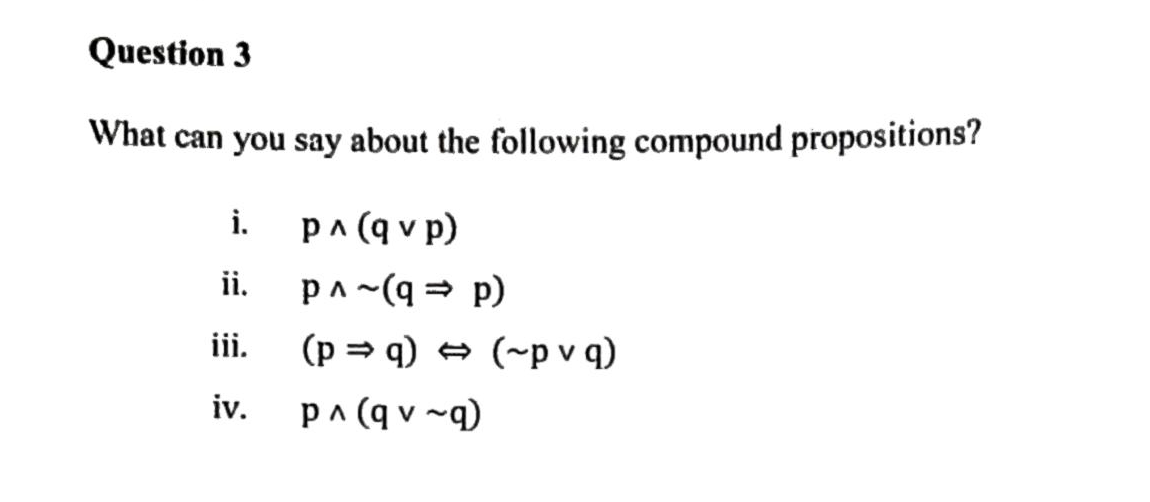 Question 3
What can you say about the following compound propositions?
i. p ∧ (q ∨ p)
ii. p ∧ ~(q ⇒ p)
iii. (p ⇒ q) ⇔ (~p ∨ q)
iv. p ∧ (q ∨ ~q)